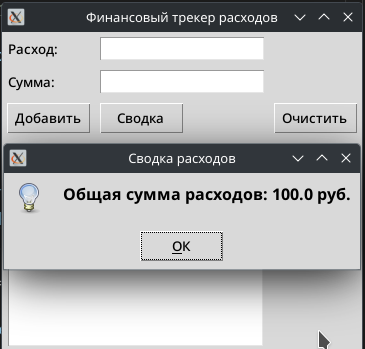 Финансовый трекер расходов
Расход:
Сумма:
Добавить Сводка Очистить
Сводка расходов
Общая сумма расходов: 100.0 руб.
OK